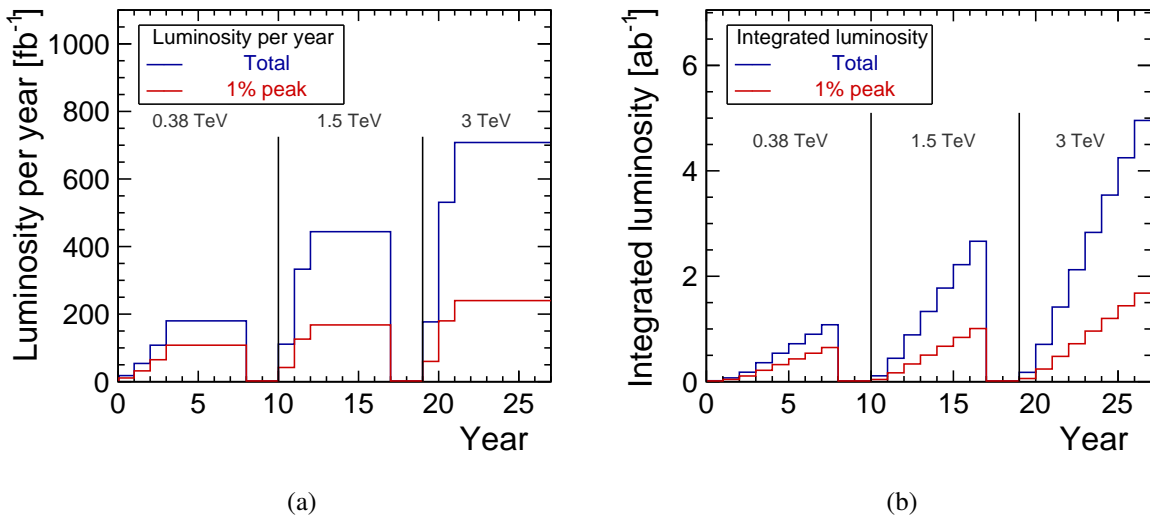 Luminosity per year [fb⁻¹]
1000
800
600
400
200
0
Luminosity per year
Total
1% peak
0.38 TeV
1.5 TeV
3 TeV
0 5 10 15 20 25
Year
(a)
Integrated luminosity [ab⁻¹]
6
4
2
0
Integrated luminosity
Total
1% peak
0.38 TeV
1.5 TeV
3 TeV
0 5 10 15 20 25
Year
(b)